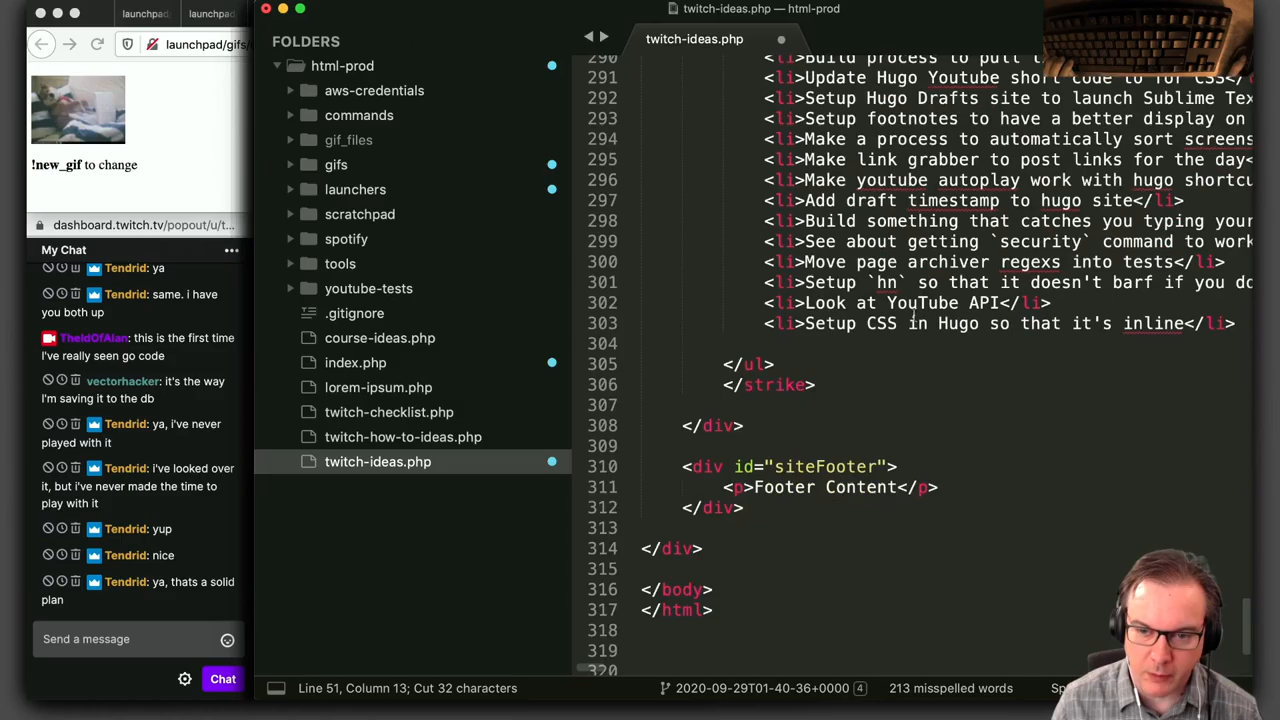 launchpad
launchpad
launchpad/gifs/
!new_gif to change
dashboard.twitch.tv/popout/u/t...
My Chat
Tendrid: ya
Tendrid: same. i have
you both up
TheIdOfAlan: this is the first time
I've really seen go code
vectorhacker: it's the way
I'm saving it to the db
Tendrid: ya, i've never
played with it
Tendrid: i've looked over
it, but i've never made the time to
play with it
Tendrid: yup
Tendrid: nice
Tendrid: ya, thats a solid
plan
Send a message
Chat
twitch-ideas.php — html-prod
FOLDERS
html-prod
aws-credentials
commands
gif_files
gifs
launchers
scratchpad
spotify
tools
youtube-tests
.gitignore
course-ideas.php
index.php
lorem-ipsum.php
twitch-checklist.php
twitch-how-to-ideas.php
twitch-ideas.php
twitch-ideas.php
290 <li>Build process to pull
291 <li>Update Hugo Youtube short code to for CSS</
292 <li>Setup Hugo Drafts site to launch Sublime Tex
293 <li>Setup footnotes to have a better display on
294 <li>Make a process to automatically sort screens
295 <li>Make link grabber to post links for the day<
296 <li>Make youtube autoplay work with hugo shortcu
297 <li>Add draft timestamp to hugo site</li>
298 <li>Build something that catches you typing your
299 <li>See about getting `security` command to work
300 <li>Move page archiver regexs into tests</li>
301 <li>Setup `hn` so that it doesn't barf if you do
302 <li>Look at YouTube API</li>
303 <li>Setup CSS in Hugo so that it's inline</li>
304
305 </ul>
306 </strike>
307
308 </div>
309
310 <div id="siteFooter">
311 <p>Footer Content</p>
312 </div>
313
314 </div>
315
316 </body>
317 </html>
318
319
320
Line 51, Column 13; Cut 32 characters
2020-09-29T01-40-36+0000 4
213 misspelled words
Sp